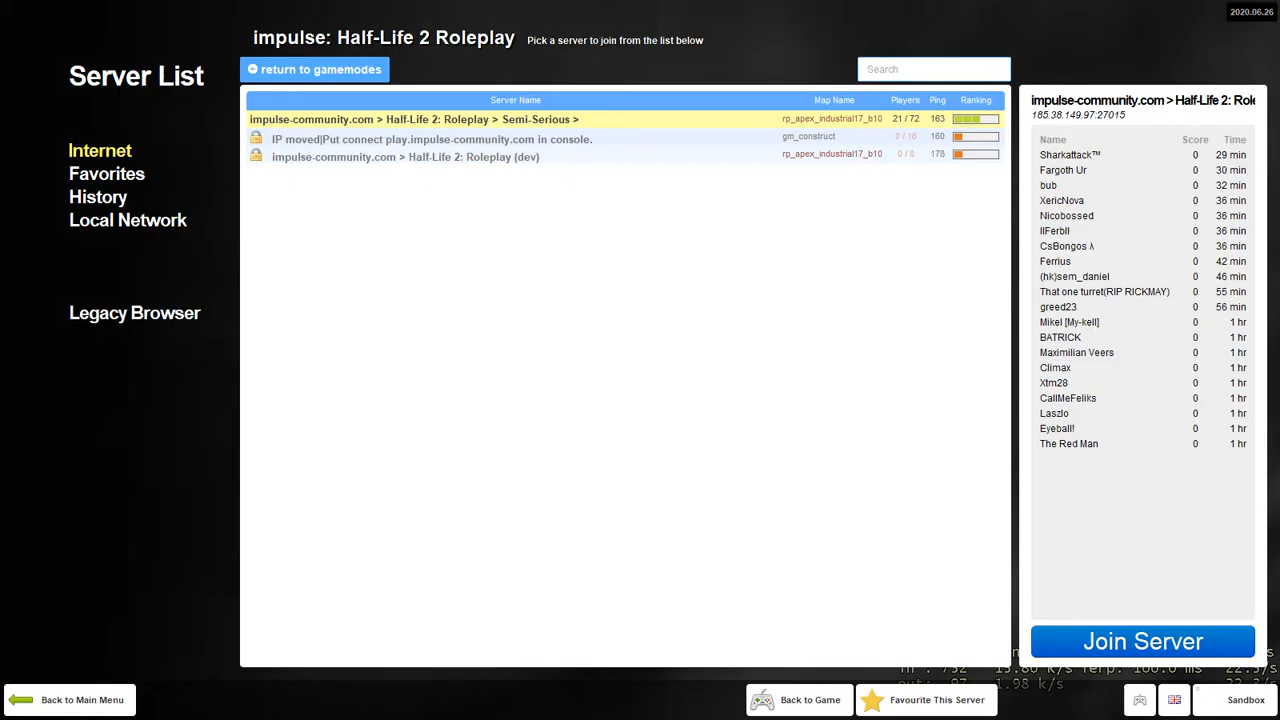 2020.06.26
impulse: Half-Life 2 Roleplay Pick a server to join from the list below
Server List
return to gamemodes
Search
Internet
Favorites
History
Local Network
Legacy Browser
Server Name Map Name Players Ping Ranking
impulse-community.com > Half-Life 2: Roleplay > Semi-Serious > rp_apex_industrial17_b10 21 / 72 163
IP moved|Put connect play.impulse-community.com in console. gm_construct 0 / 16 160
impulse-community.com > Half-Life 2: Roleplay (dev) rp_apex_industrial17_b10 0 / 8 178
impulse-community.com > Half-Life 2: Role
185.38.149.97:27015
Name Score Time
Sharkattack™ 0 29 min
Fargoth Ur 0 30 min
bub 0 32 min
XericNova 0 36 min
Nicobossed 0 36 min
IIFerbII 0 36 min
CsBongos λ 0 36 min
Ferrius 0 42 min
(hk)sem_daniel 0 46 min
That one turret(RIP RICKMAY) 0 55 min
greed23 0 56 min
Mikel [My-kell] 0 1 hr
BATRICK 0 1 hr
Maximilian Veers 0 1 hr
Climax 0 1 hr
Xtm28 0 1 hr
CallMeFeliks 0 1 hr
Laszlo 0 1 hr
Eyeball! 0 1 hr
The Red Man 0 1 hr
Join Server
1.98 k/s
Back to Main Menu
Back to Game
Favourite This Server
Sandbox